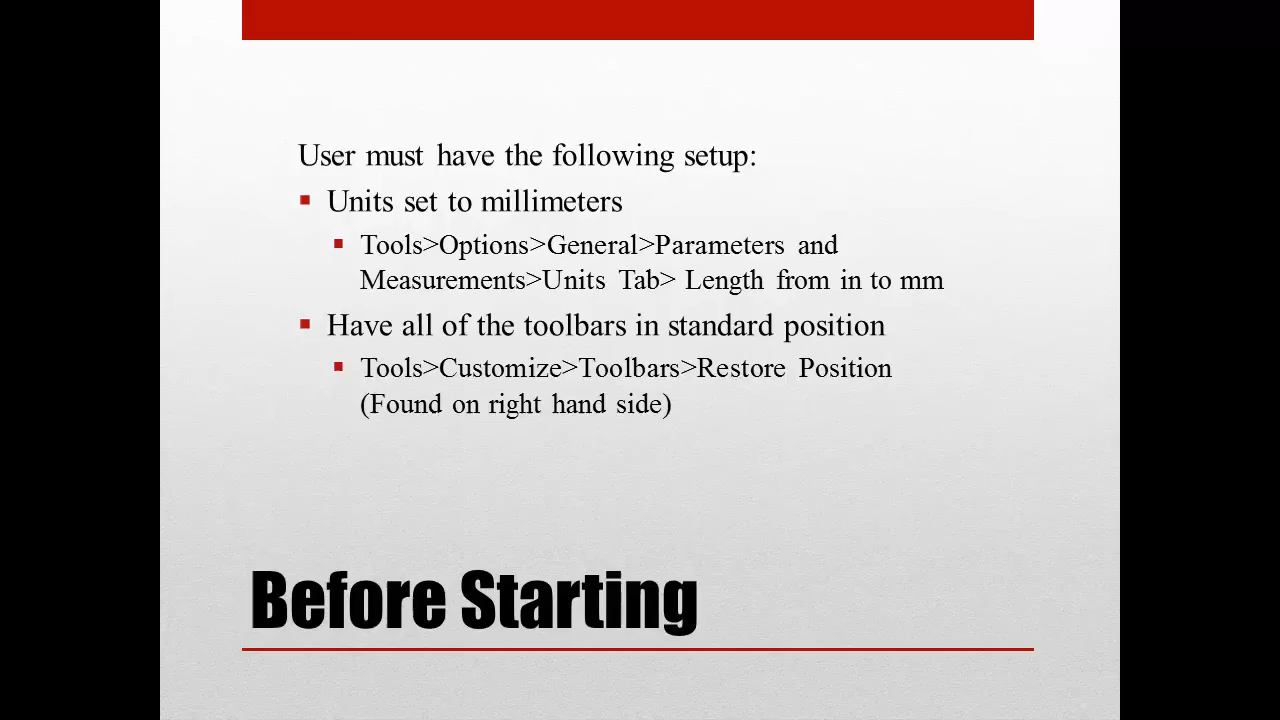 User must have the following setup:
Units set to millimeters
Tools>Options>General>Parameters and
Measurements>Units Tab> Length from in to mm
Have all of the toolbars in standard position
Tools>Customize>Toolbars>Restore Position
(Found on right hand side)
Before Starting